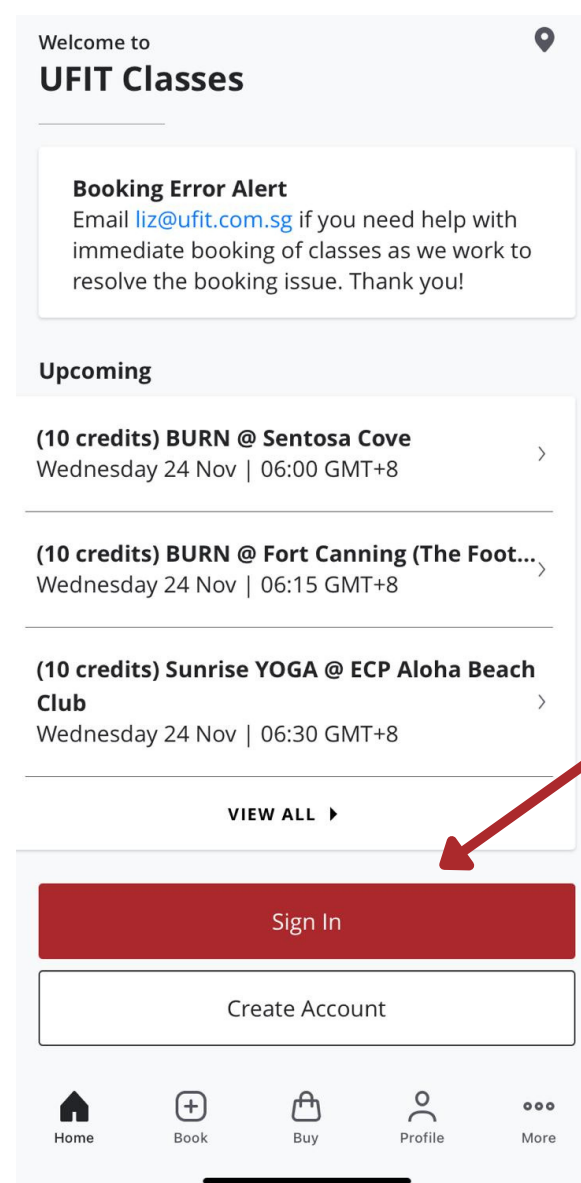 Welcome to
UFIT Classes
Booking Error Alert
Email liz@ufit.com.sg if you need help with
immediate booking of classes as we work to
resolve the booking issue. Thank you!
Upcoming
(10 credits) BURN @ Sentosa Cove
Wednesday 24 Nov | 06:00 GMT+8
(10 credits) BURN @ Fort Canning (The Foot...
Wednesday 24 Nov | 06:15 GMT+8
(10 credits) Sunrise YOGA @ ECP Aloha Beach
Club
Wednesday 24 Nov | 06:30 GMT+8
VIEW ALL
Sign In
Create Account
Home Book Buy Profile More